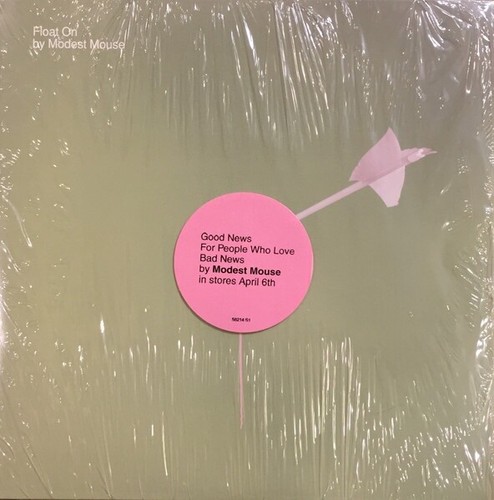 Float On
by Modest Mouse
Good News
For People Who Love
Bad News
by Modest Mouse
in stores April 6th